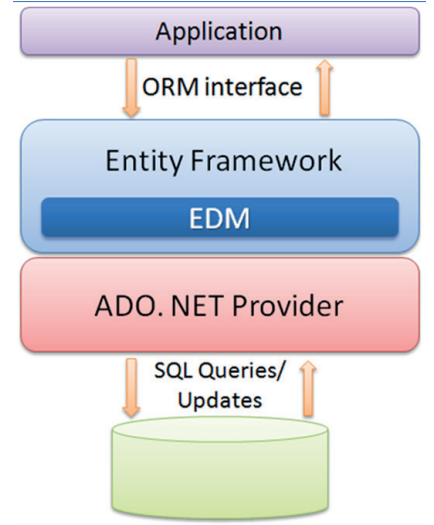 Application
ORM interface
Entity Framework
EDM
ADO. NET Provider
SQL Queries/
Updates